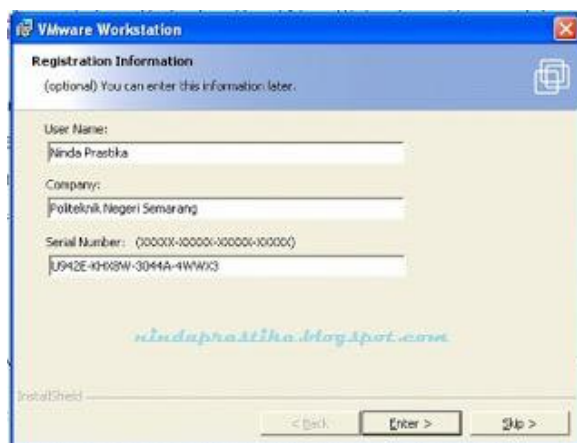 VMware Workstation
Registration Information
(optional) You can enter this information later.
User Name:
Ninda Prastika
Company:
Politeknik Negeri Semarang
Serial Number: (XXXXX-XXXXX-XXXXX-XXXXX)
U942E-KHX8W-3044A-4WWX3
nindaprastika.blogspot.com
InstallShield
< Back
Enter >
Skip >